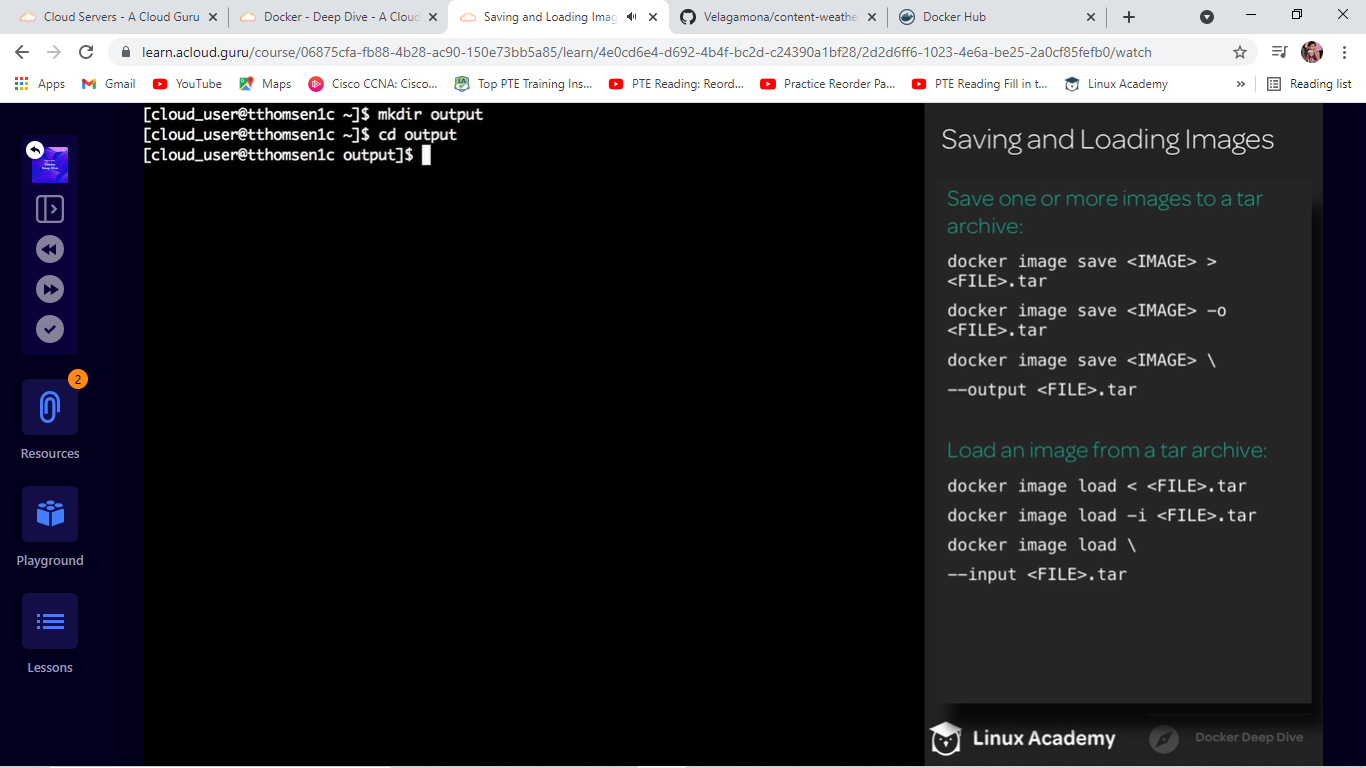 Cloud Servers - A Cloud Guru
Docker - Deep Dive - A Cloud
Saving and Loading Imag
Velagamona/content-weathe
Docker Hub
learn.acloud.guru/course/06875cfa-fb88-4b28-ac90-150e73bb5a85/learn/4e0cd6e4-d692-4b4f-bc2d-c24390a1bf28/2d2d6ff6-1023-4e6a-be25-2a0cf85fefb0/watch
Apps
Gmail
YouTube
Maps
Cisco CCNA: Cisco...
Top PTE Training Ins...
PTE Reading: Reord...
Practice Reorder Pa...
PTE Reading Fill in t...
Linux Academy
»
Reading list
Docker
Deep Dive
2
Resources
Playground
Lessons
[cloud_user@tthomsen1c ~]$ mkdir output
[cloud_user@tthomsen1c ~]$ cd output
[cloud_user@tthomsen1c output]$
Saving and Loading Images
Save one or more images to a tar
archive:
docker image save <IMAGE> >
<FILE>.tar
docker image save <IMAGE> -o
<FILE>.tar
docker image save <IMAGE> \
--output <FILE>.tar
Load an image from a tar archive:
docker image load < <FILE>.tar
docker image load -i <FILE>.tar
docker image load \
--input <FILE>.tar
Linux Academy
Docker Deep Dive